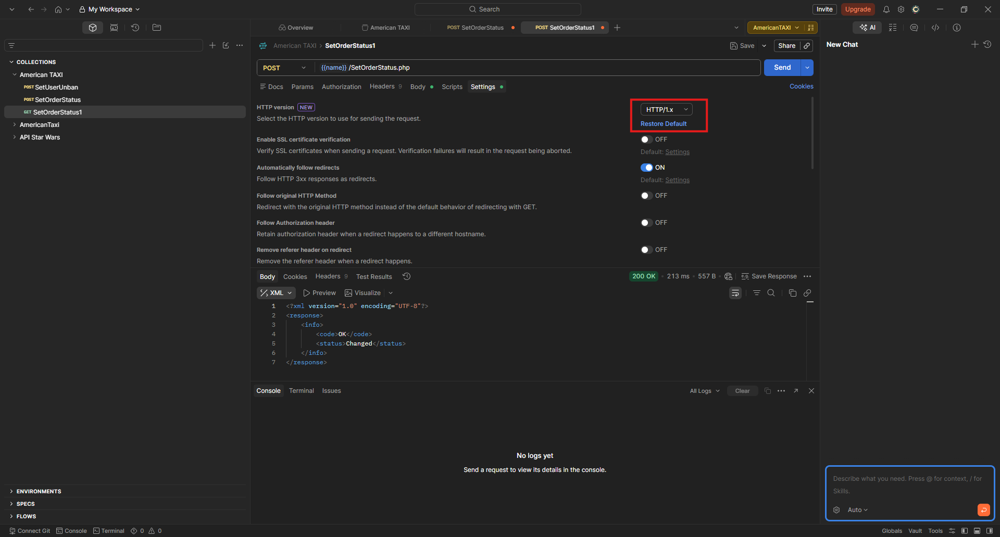 My Workspace
Search
Invite
Upgrade
Overview
American TAXI
POST SetOrderStatus
POST SetOrderStatus1
AmericanTAXI
AI
American TAXI > SetOrderStatus1
Save
Share
New Chat
COLLECTIONS
American TAXI
POST SetUserUnban
POST SetOrderStatus
GET SetOrderStatus1
AmericanTaxi
API Star Wars
POST
{{name}} /SetOrderStatus.php
Send
Docs
Params
Authorization
Headers 9
Body
Scripts
Settings
Cookies
HTTP version NEW
Select the HTTP version to use for sending the request.
HTTP/1.x
Restore Default
Enable SSL certificate verification
Verify SSL certificates when sending a request. Verification failures will result in the request being aborted.
OFF
Default: Settings
Automatically follow redirects
Follow HTTP 3xx responses as redirects.
ON
Default: Settings
Follow original HTTP Method
Redirect with the original HTTP method instead of the default behavior of redirecting with GET.
OFF
Follow Authorization header
Retain authorization header when a redirect happens to a different hostname.
OFF
Remove referer header on redirect
Remove the referer header when a redirect happens.
OFF
Body
Cookies
Headers 9
Test Results
200 OK
213 ms
557 B
e.g. Save Response
XML
Preview
Visualize
1 <?xml version="1.0" encoding="UTF-8"?>
2 <response>
3 <info>
4 <code>OK</code>
5 <status>Changed</status>
6 </info>
7 </response>
Console
Terminal
Issues
All Logs
Clear
No logs yet
Send a request to view its details in the console.
ENVIRONMENTS
SPECS
FLOWS
Describe what you need. Press @ for context, / for
Skills.
Auto
Connect Git
Console
Terminal
0
0
Globals
Vault
Tools